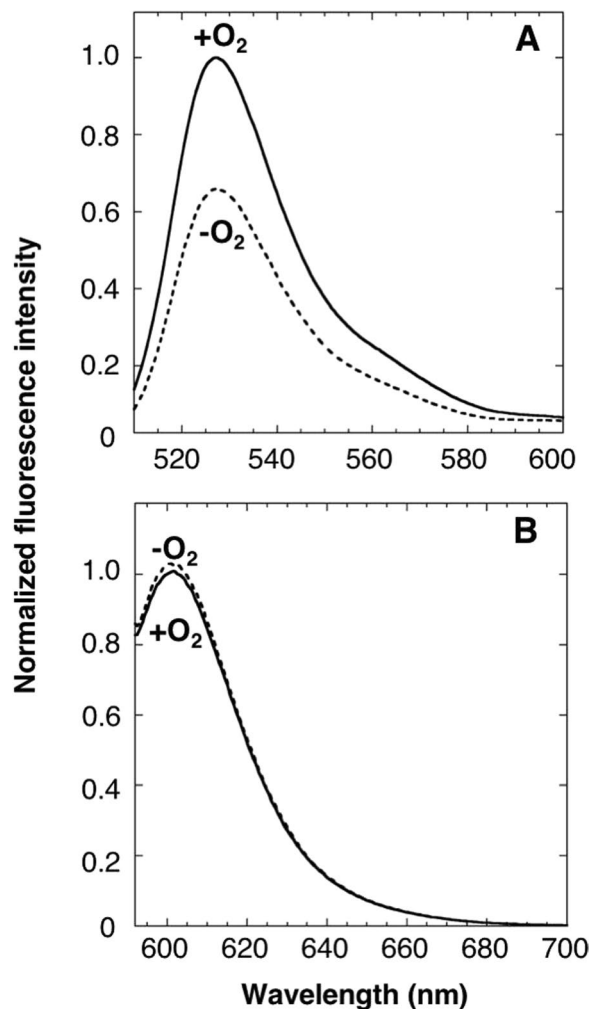 A
+O₂
-O₂
1.0
0.8
0.6
0.4
0.2
0
520 540 560 580 600
B
-O₂
+O₂
1.0
0.8
0.6
0.4
0.2
0
600 620 640 660 680 700
Normalized fluorescence intensity
Wavelength (nm)